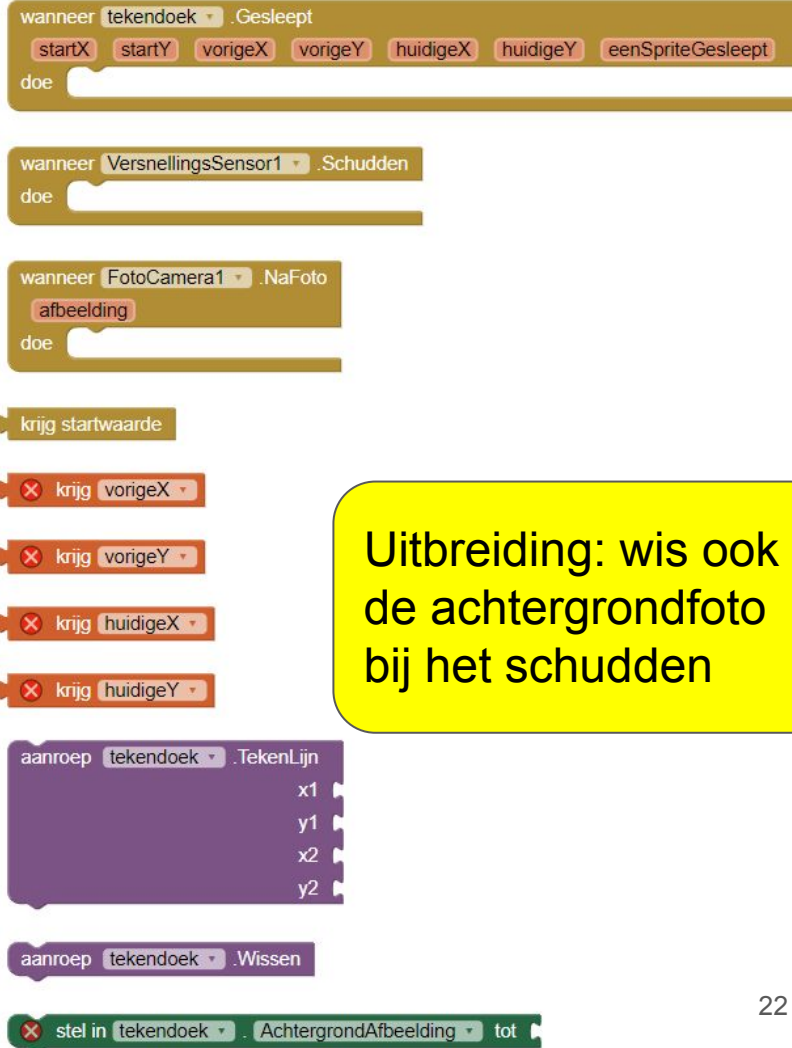 wanneer tekendoek .Gesleept
startX startY vorigeX vorigeY huidigeX huidigeY eenSpriteGesleept
doe
wanneer VersnellingsSensor1 .Schudden
doe
wanneer FotoCamera1 .NaFoto
afbeelding
doe
krijg startwaarde
krijg vorigeX
krijg vorigeY
krijg huidigeX
krijg huidigeY
Uitbreiding: wis ook
de achtergrondfoto
bij het schudden
aanroep tekendoek .TekenLijn
x1
y1
x2
y2
aanroep tekendoek .Wissen
stel in tekendoek . AchtergrondAfbeelding tot
22